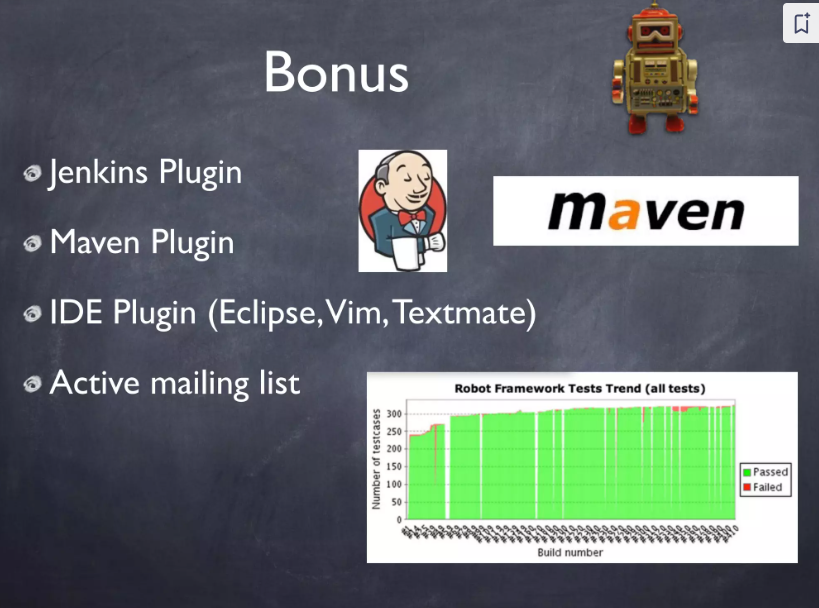 Bonus
Jenkins Plugin
Maven Plugin
maven
IDE Plugin (Eclipse, Vim, Textmate)
Active mailing list
Robot Framework Tests Trend (all tests)
Number of testcases
300
250
200
150
100
50
0
Passed
Failed
Build number